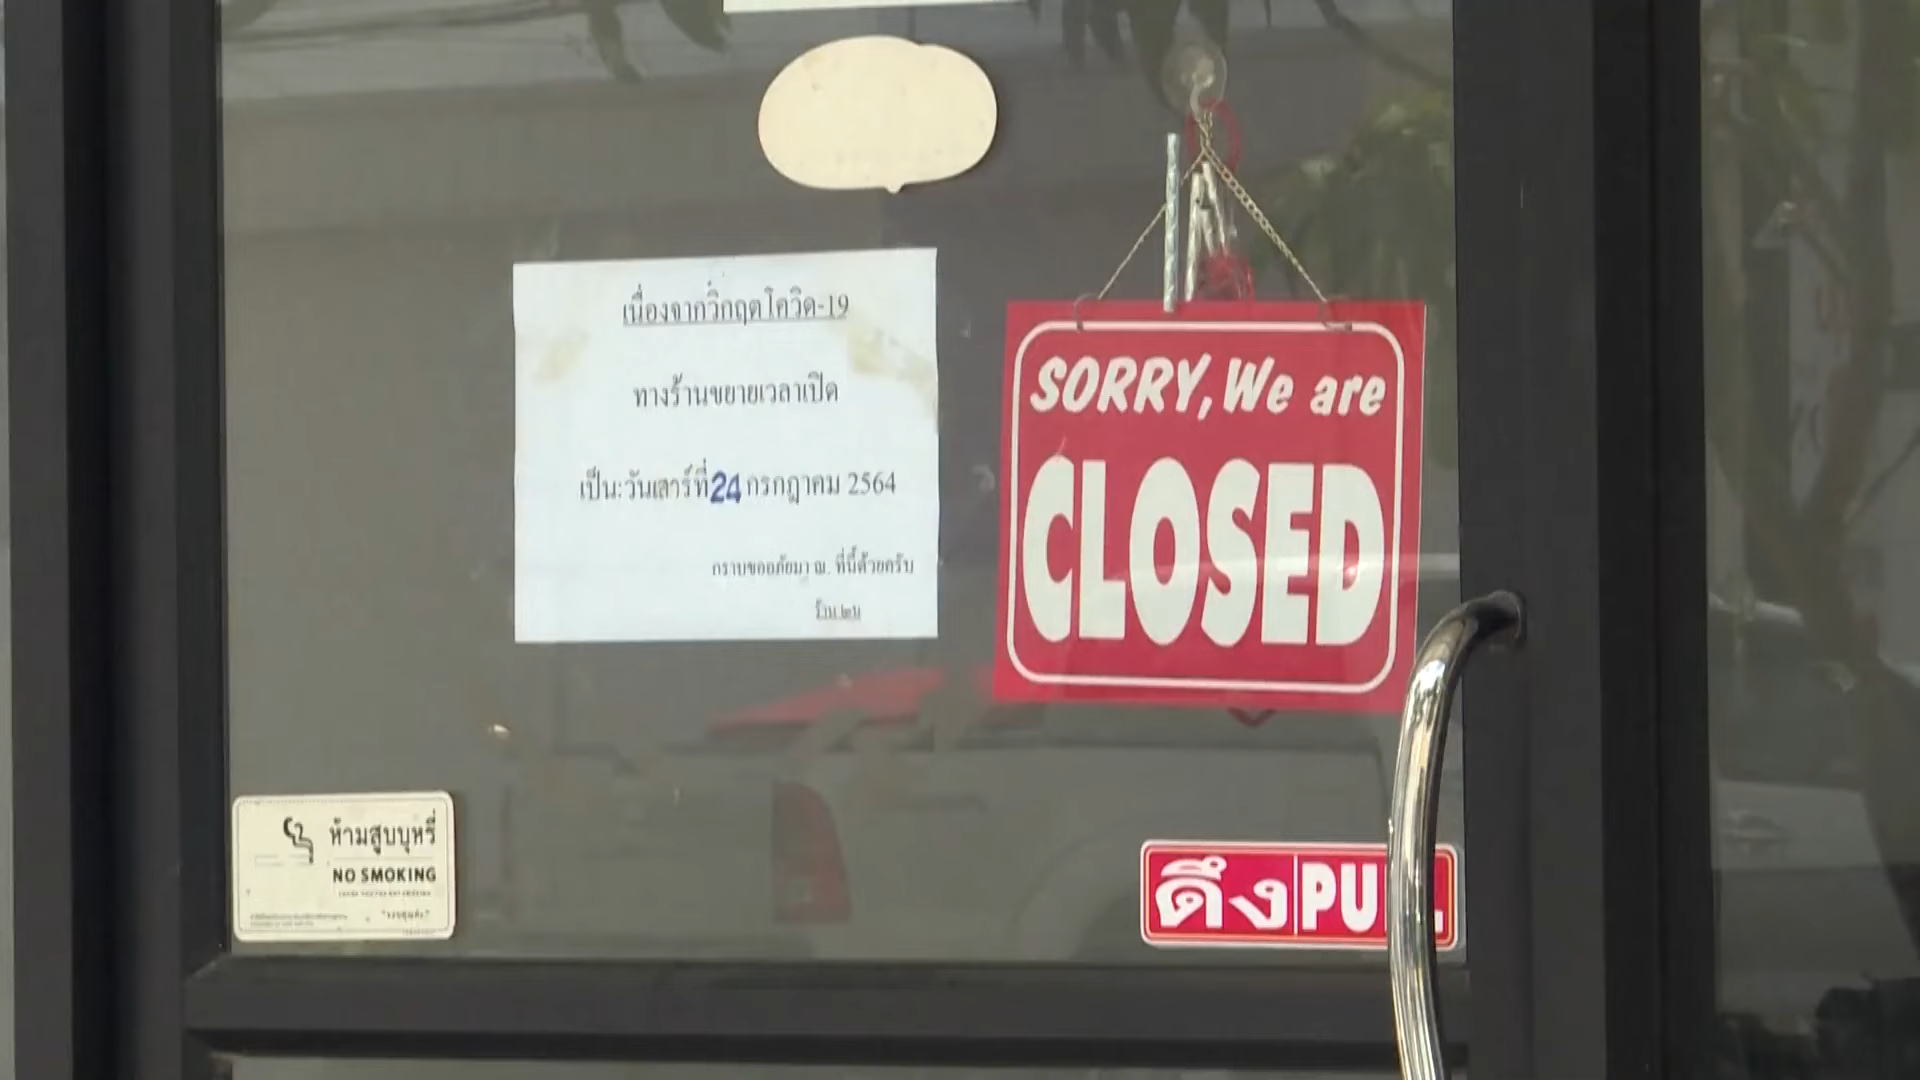 เนื่องจากวิกฤตโควิด-19
ทางร้านขยายเวลาเปิด
เป็น:วันเสาร์ที่ 24 กรกฎาคม 2564
กราบขออภัยมา ณ. ที่นี้ด้วยครับ
SORRY, We are
CLOSED
ห้ามสูบบุหรี่
NO SMOKING
ดึง PU